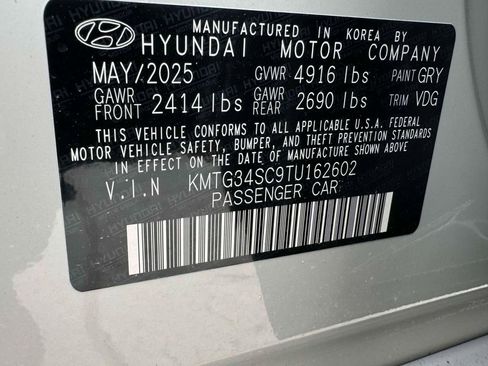 MANUFACTURED IN KOREA BY
HYUNDAI MOTOR COMPANY
MAY/2025 GVWR 4916 lbs PAINT GRY
GAWR FRONT 2414 lbs GAWR REAR 2690 lbs TRIM VDG
THIS VEHICLE CONFORMS TO ALL APPLICABLE U.S.A. FEDERAL
MOTOR VEHICLE SAFETY, BUMPER, AND THEFT PREVENTION STANDARDS
IN EFFECT ON THE DATE OF MANUFACTURE SHOWN ABOVE.
V.I.N KMTG34SC9TU162602
PASSENGER CAR